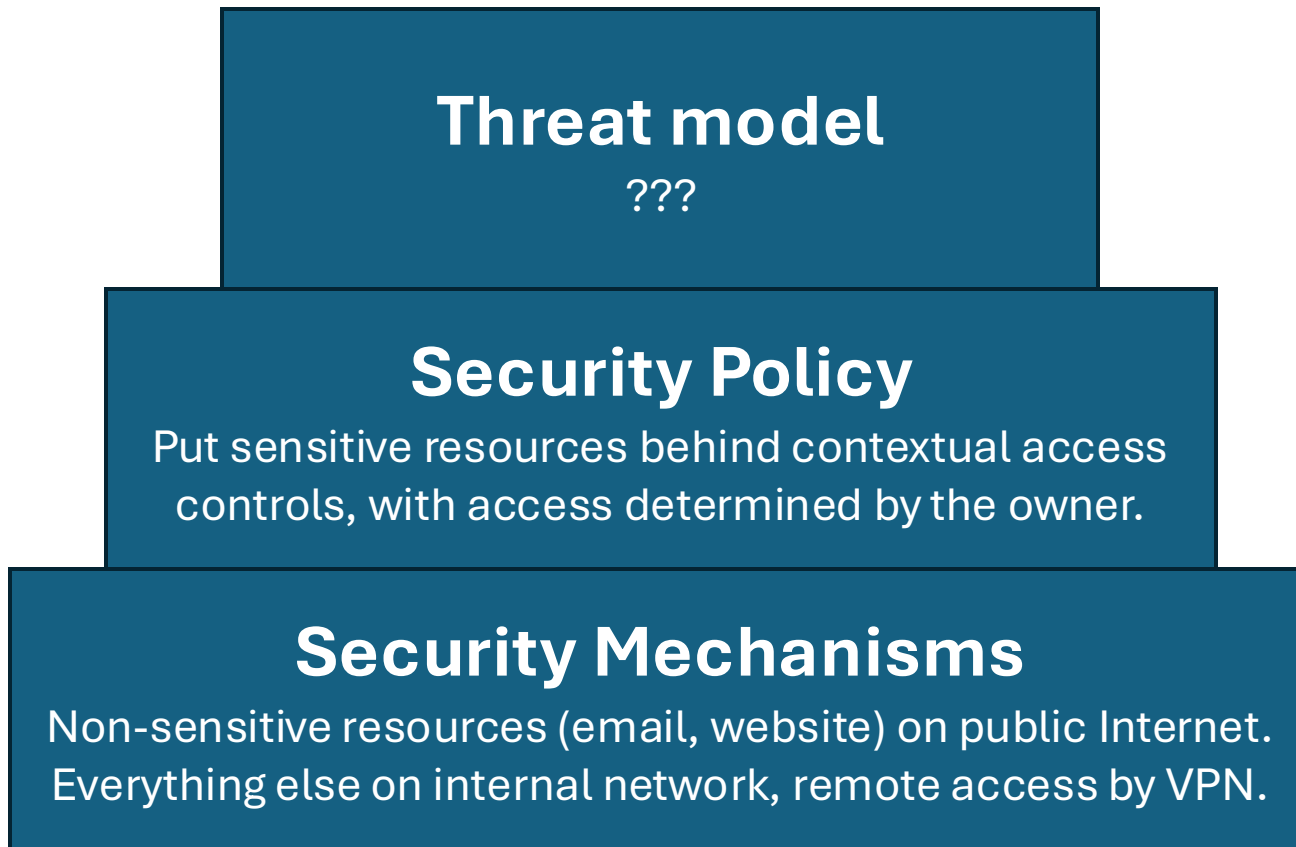 Threat model
???
Security Policy
Put sensitive resources behind contextual access
controls, with access determined by the owner.
Security Mechanisms
Non-sensitive resources (email, website) on public Internet.
Everything else on internal network, remote access by VPN.